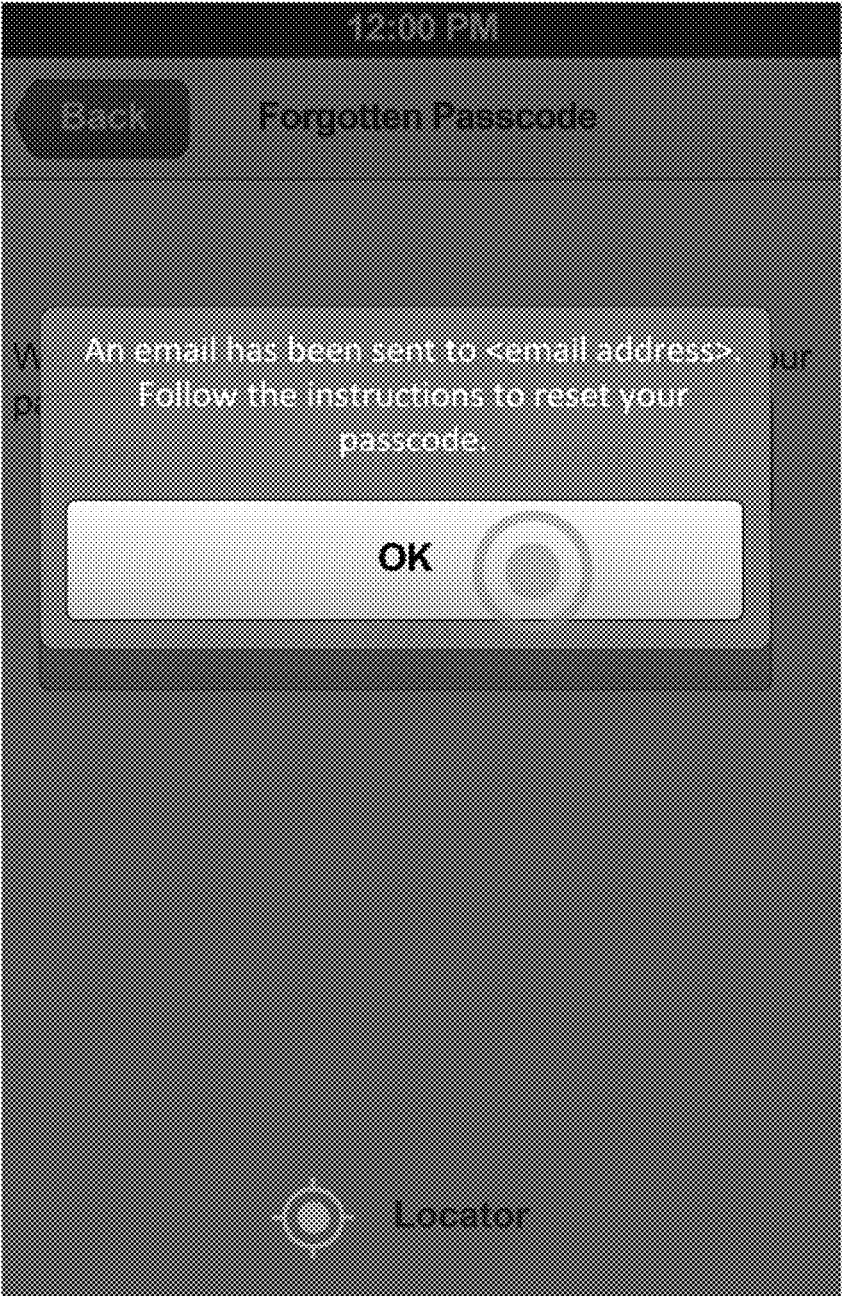 12:00 PM
Back
Forgotten Passcode
An email has been sent to <email address>.
Follow the instructions to reset your
passcode.
OK
Locator